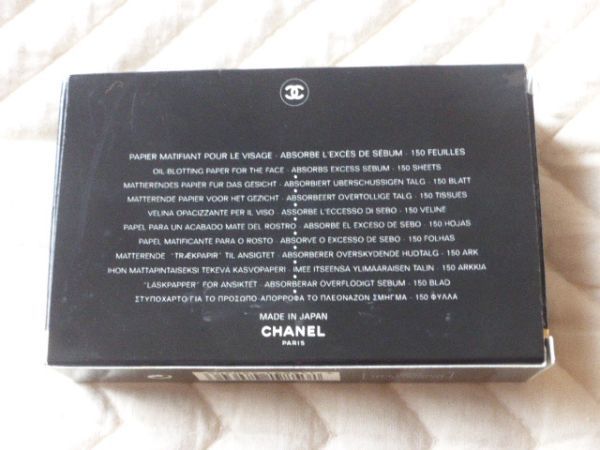 PAPIER MATIFIANT POUR LE VISAGE · ABSORBE L'EXCÈS DE SÉBUM · 150 FEUILLES
OIL-BLOTTING PAPER FOR THE FACE · ABSORBS EXCESS SEBUM · 150 SHEETS
MATTIERENDES PAPIER FÜR DAS GESICHT · ABSORBIERT ÜBERSCHÜSSIGEN TALG · 150 BLATT
MATTERENDE PAPIER VOOR HET GEZICHT · ABSORBEERT OVERTOLLIGE TALG · 150 TISSUES
VELINA OPACIZZANTE PER IL VISO · ASSORBE L'ECCESSO DI SEBO · 150 VELINE
PAPEL PARA UN ACABADO MATE DEL ROSTRO · ABSORBE EL EXCESO DE SEBO · 150 HOJAS
PAPEL MATIFICANTE PARA O ROSTO · ABSORVE O EXCESSO DE SEBO · 150 FOLHAS
MATTERENDE "TRÆKPAPIR" TIL ANSIGTET · ABSORBERER OVERSKYDENDE HUDTALG · 150 ARK
IHON MATTAPINTAISEKSI TEKEVÄ KASVOPAPERI · IMEE ITSEENSÄ YLIMÄÄRÄISEN TALIN · 150 ARKKIA
"LÄSKPAPPER" FÖR ANSIKTET · ABSORBERAR ÖVERFLÖDIGT SEBUM · 150 BLAD
ΣΤΥΠΟΧΑΡΤΟ ΓΙΑ ΤΟ ΠΡΟΣΩΠΟ · ΑΠΟΡΡΟΦΑ ΤΟ ΠΛΕΟΝΑΖΟΝ ΣΜΗΓΜΑ · 150 ΦΥΛΛΑ
MADE IN JAPAN
CHANEL
PARIS